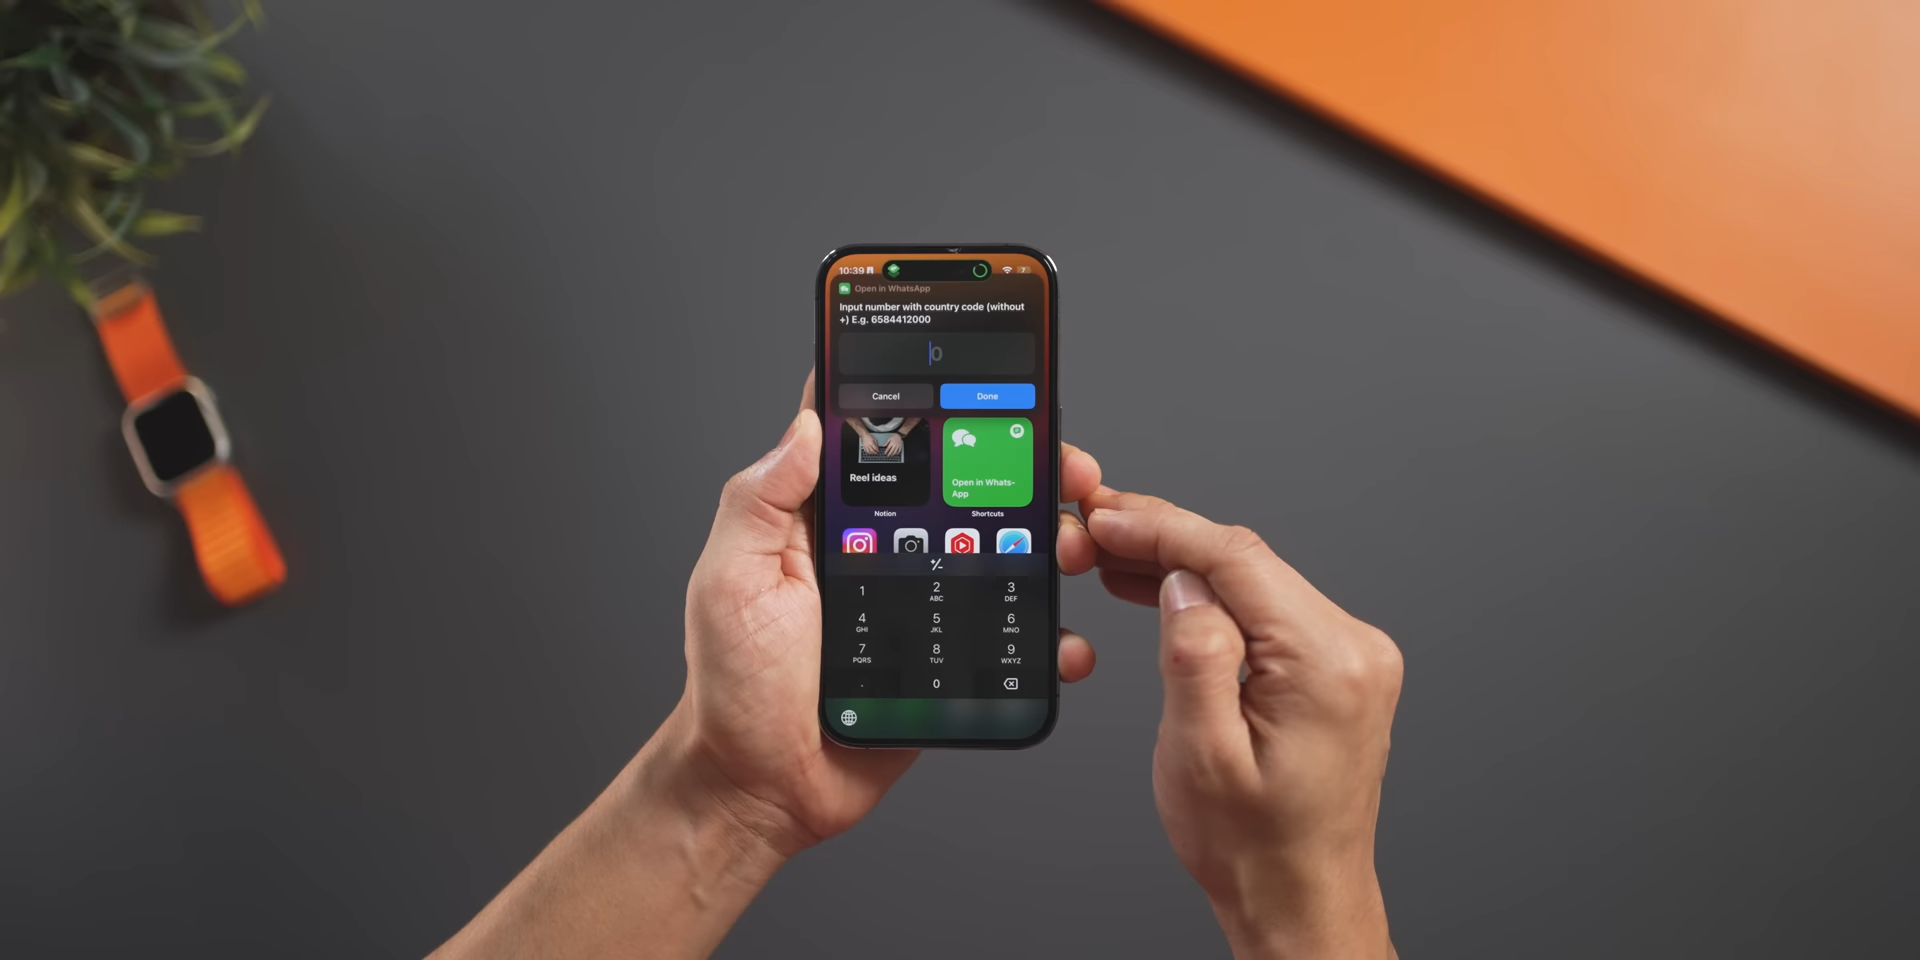 10:39
7
Open in WhatsApp
Input number with country code (without
+) E.g. 6584412000
0
Cancel
Done
Reel ideas
Open in Whats-
App
Notion
Shortcuts
+/-
1
2
3
ABC
DEF
4
5
6
GHI
JKL
MNO
7
8
9
PQRS
TUV
WXYZ
.
0